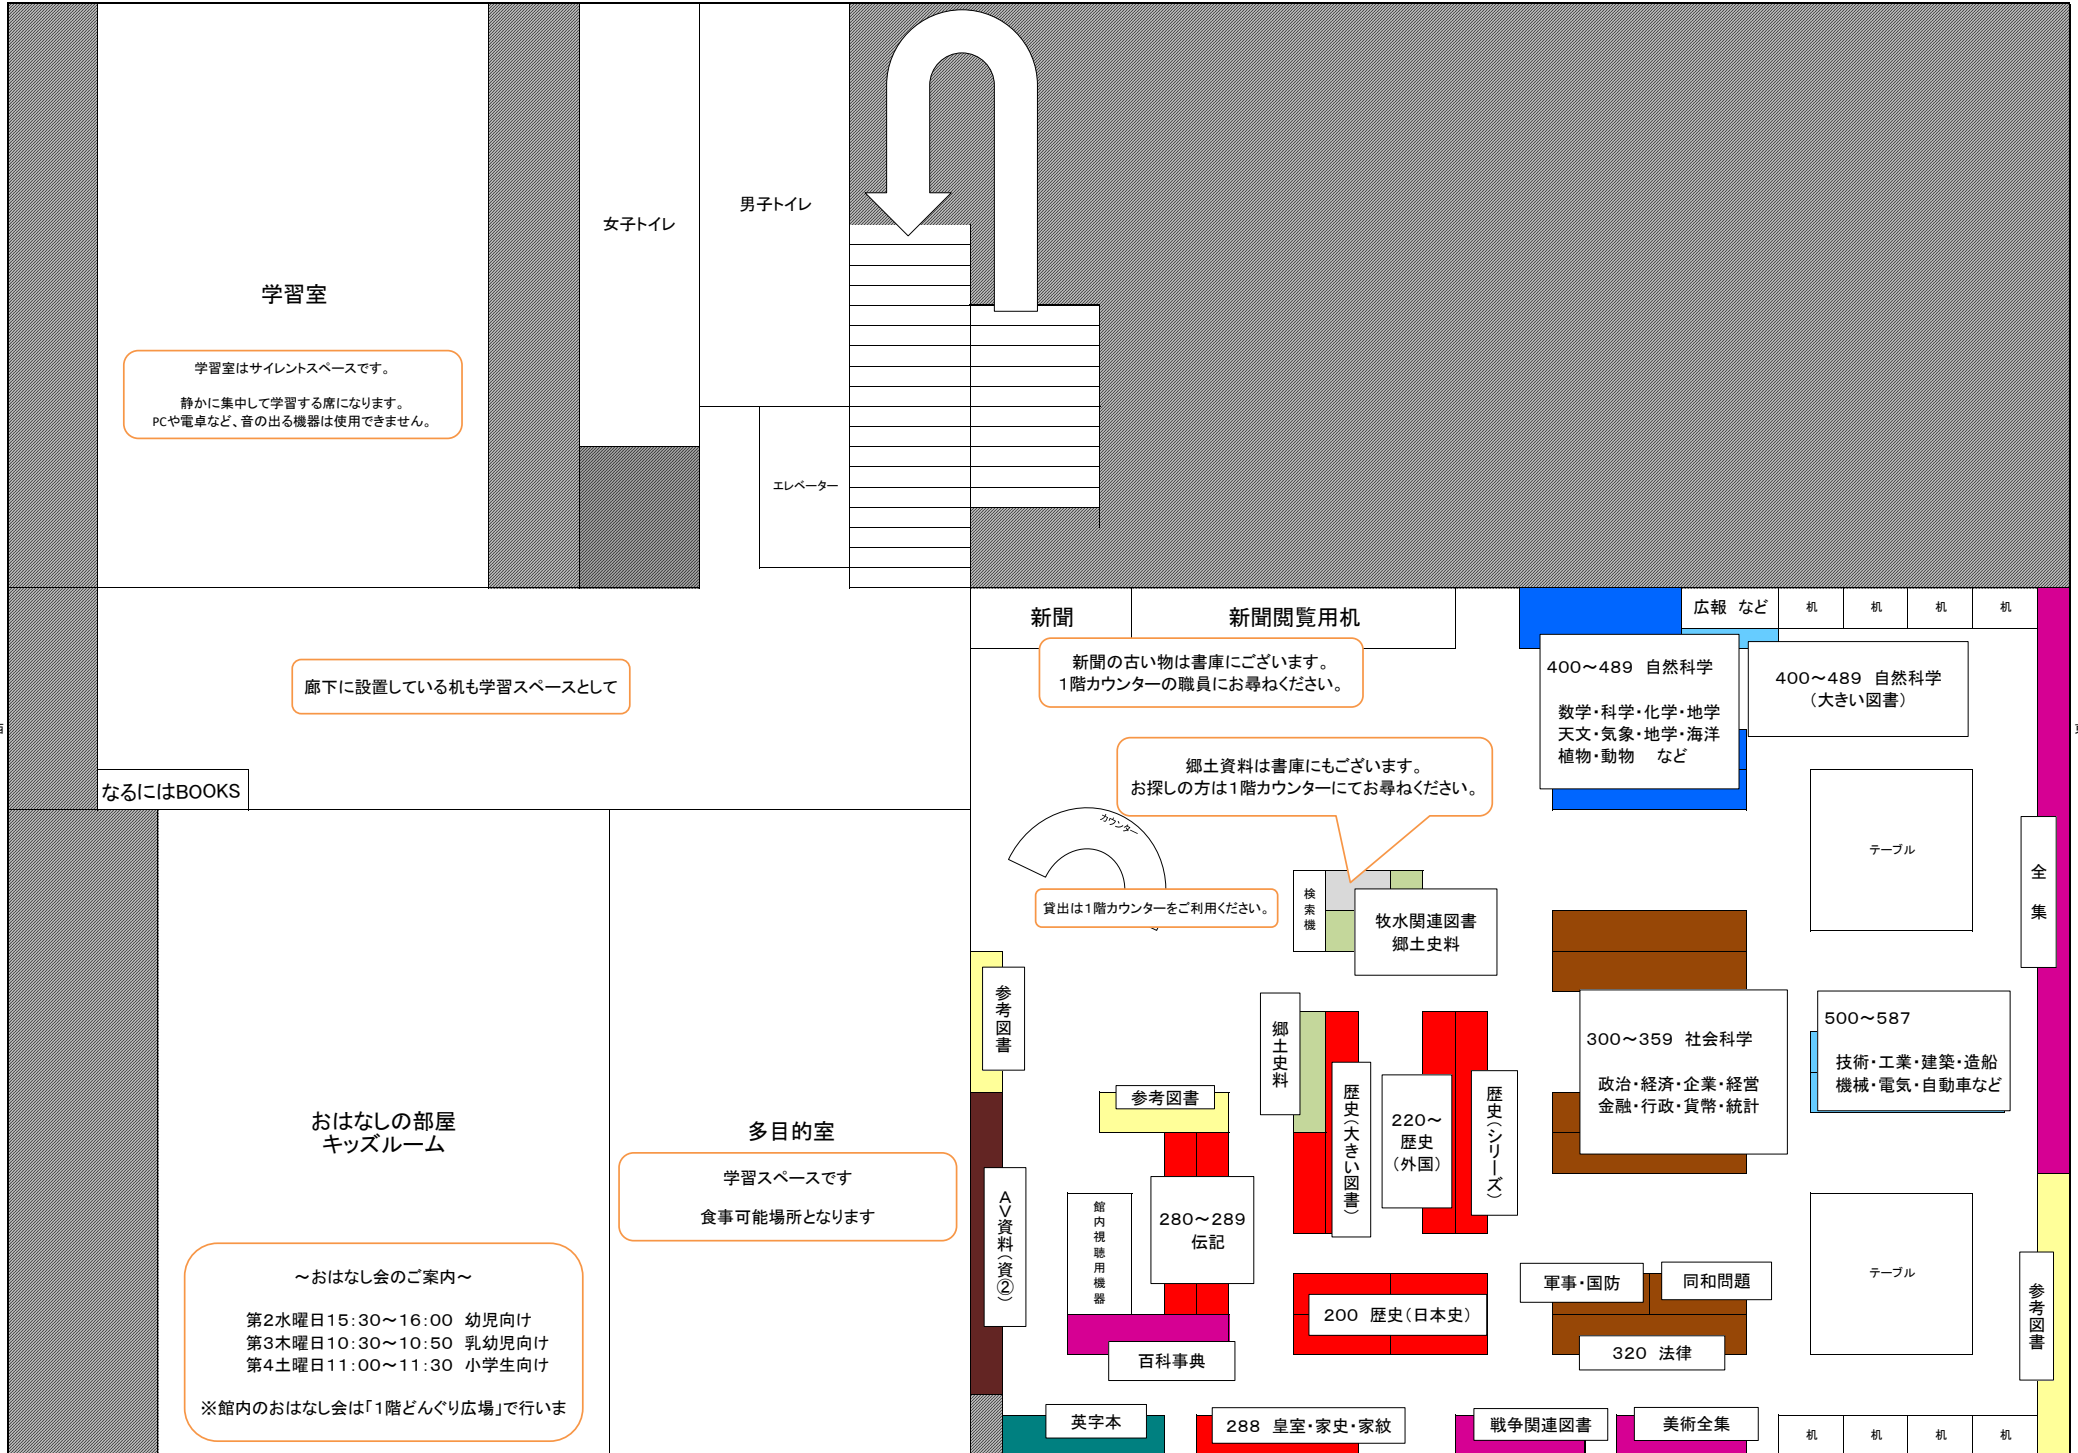 学習室
学習室はサイレントスペースです。
静かに集中して学習する席になります。
PCや電卓など、音の出る機器は使用できません。
女子トイレ
男子トイレ
エレベーター
廊下に設置している机も学習スペースとして
なるにはBOOKS
おはなしの部屋
キッズルーム
～おはなし会のご案内～
第2水曜日15:30～16:00 幼児向け
第3木曜日10:30～10:50 乳幼児向け
第4土曜日11:00～11:30 小学生向け
※館内のおはなし会は「1階どんぐり広場」で行いま
多目的室
学習スペースです
食事可能場所となります
新聞
新聞閲覧用机
新聞の古い物は書庫にございます。
1階カウンターの職員にお尋ねください。
郷土資料は書庫にもございます。
お探しの方は1階カウンターにてお尋ねください。
カウンター
貸出は1階カウンターをご利用ください。
検索機
牧水関連図書
郷土史料
参考図書
AV資料(資②)
参考図書
館内視聴用機器
280～289
伝記
百科事典
英字本
郷土史料
歴史(大きい図書)
220～
歴史
(外国)
歴史(シリーズ)
200 歴史(日本史)
288 皇室・家史・家紋
広報 など
机
机
机
机
400～489 自然科学
数学・科学・化学・地学
天文・気象・地学・海洋
植物・動物 など
400～489 自然科学
(大きい図書)
テーブル
全集
300～359 社会科学
政治・経済・企業・経営
金融・行政・貨幣・統計
500～587
技術・工業・建築・造船
機械・電気・自動車など
軍事・国防
同和問題
320 法律
テーブル
参考図書
戦争関連図書
美術全集
机
机
机
机